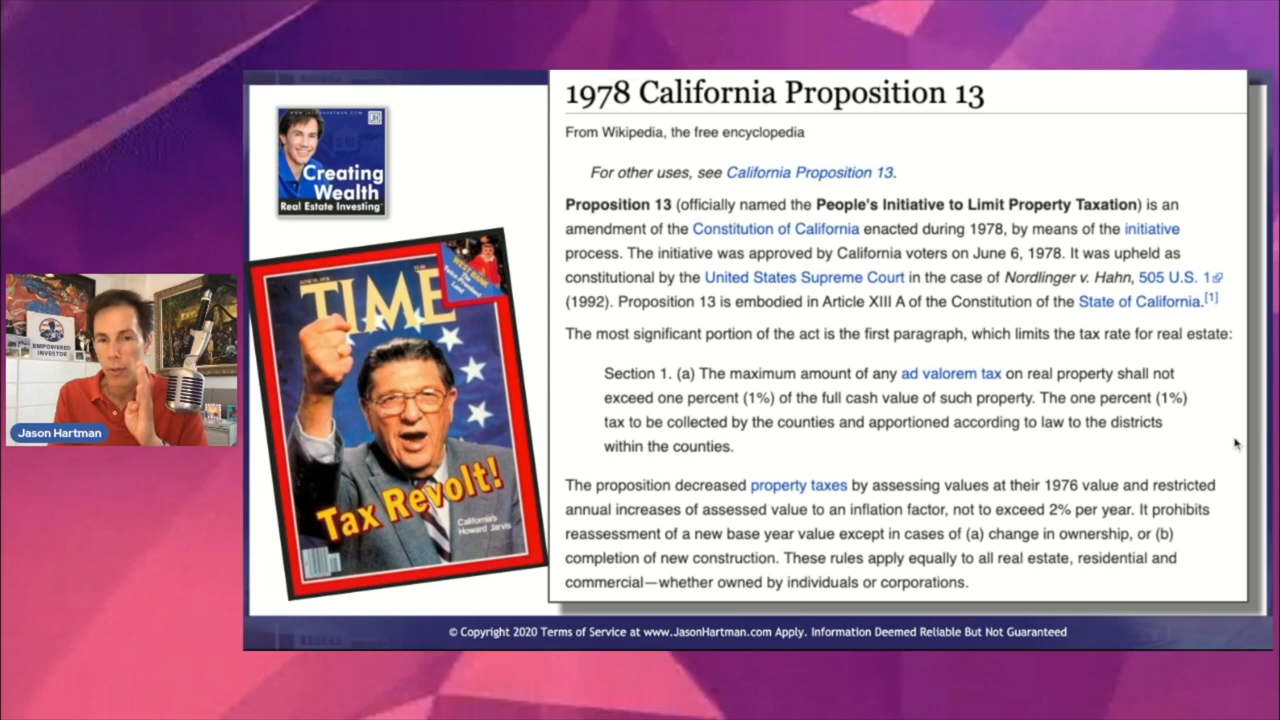 WWW.JASONHARTMAN.COM
JH
Creating
Wealth
Real Estate Investing
TIME
Tax Revolt!
California's
Howard Jarvis
EMPOWERED
INVESTOR
Jason Hartman
1978 California Proposition 13
From Wikipedia, the free encyclopedia
For other uses, see California Proposition 13.
Proposition 13 (officially named the People's Initiative to Limit Property Taxation) is an
amendment of the Constitution of California enacted during 1978, by means of the initiative
process. The initiative was approved by California voters on June 6, 1978. It was upheld as
constitutional by the United States Supreme Court in the case of Nordlinger v. Hahn, 505 U.S. 1
(1992). Proposition 13 is embodied in Article XIII A of the Constitution of the State of California.[1]
The most significant portion of the act is the first paragraph, which limits the tax rate for real estate:
Section 1. (a) The maximum amount of any ad valorem tax on real property shall not
exceed one percent (1%) of the full cash value of such property. The one percent (1%)
tax to be collected by the counties and apportioned according to law to the districts
within the counties.
The proposition decreased property taxes by assessing values at their 1976 value and restricted
annual increases of assessed value to an inflation factor, not to exceed 2% per year. It prohibits
reassessment of a new base year value except in cases of (a) change in ownership, or (b)
completion of new construction. These rules apply equally to all real estate, residential and
commercial—whether owned by individuals or corporations.
© Copyright 2020 Terms of Service at www.JasonHartman.com Apply. Information Deemed Reliable But Not Guaranteed